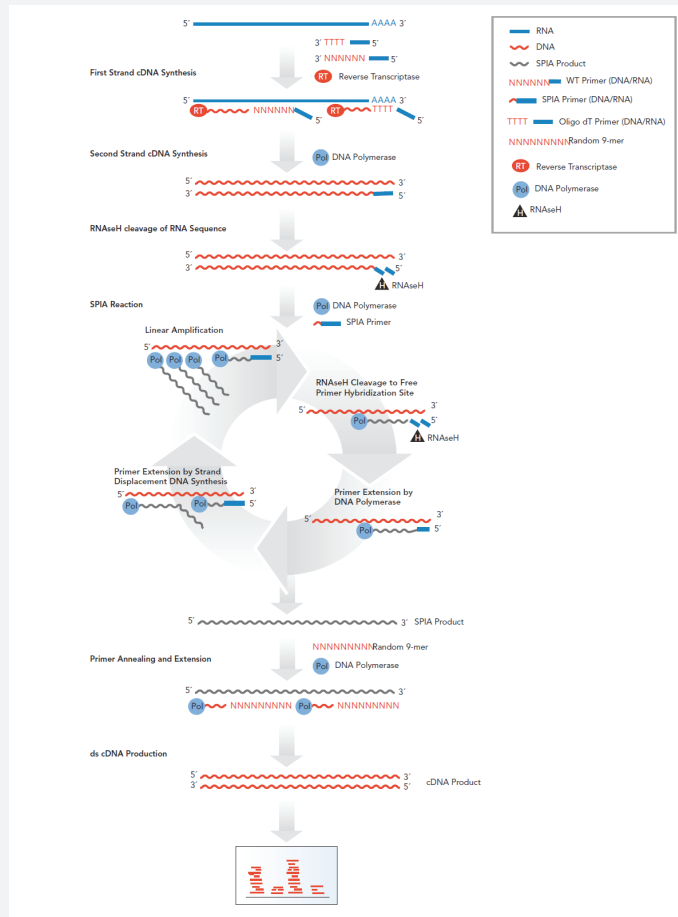 5´ AAAA 3´
3´ TTTT 5´
3´ NNNNNN 5´
First Strand cDNA Synthesis
RT Reverse Transcriptase
AAAA 3´
5´
RT NNNNNN RT TTTT
5´ 5´
Second Strand cDNA Synthesis
Pol DNA Polymerase
5´ 3´
3´ 5´
RNAseH cleavage of RNA Sequence
5´ 3´
3´ 5´
H RNAseH
SPIA Reaction
Pol DNA Polymerase
SPIA Primer
Linear Amplification
5´ 3´
Pol Pol Pol Pol 5´
RNAseH Cleavage to Free
Primer Hybridization Site
5´ 3´
Pol 5´
H RNAseH
Primer Extension by Strand
Displacement DNA Synthesis
5´ 3´
Pol Pol 5´
Primer Extension by
DNA Polymerase
5´ 3´
Pol 5´
5´ 3´ SPIA Product
NNNNNNNNN Random 9-mer
Primer Annealing and Extension
Pol DNA Polymerase
5´ 3´
Pol NNNNNNNNN Pol NNNNNNNNN
ds cDNA Production
5´ 3´
3´ 5´
cDNA Product
RNA
DNA
SPIA Product
NNNNNN WT Primer (DNA/RNA)
SPIA Primer (DNA/RNA)
TTTT Oligo dT Primer (DNA/RNA)
NNNNNNNNN Random 9-mer
RT Reverse Transcriptase
Pol DNA Polymerase
H RNAseH